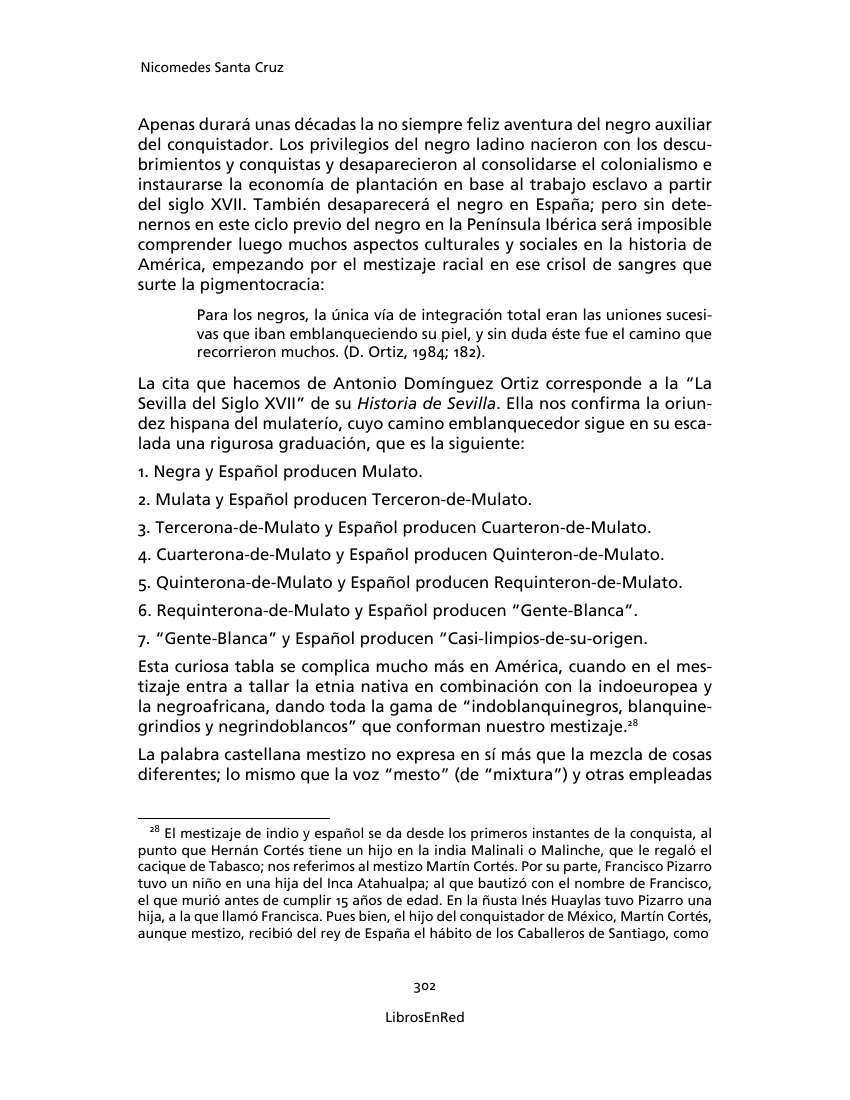 Nicomedes Santa Cruz
Apenas durará unas décadas la no siempre feliz aventura del negro auxiliar
del conquistador. Los privilegios del negro ladino nacieron con los descu-
brimientos y conquistas y desaparecieron al consolidarse el colonialismo e
instaurarse la economía de plantación en base al trabajo esclavo a partir
del siglo XVII. También desaparecerá el negro en España; pero sin dete-
nernos en este ciclo previo del negro en la Península Ibérica será imposible
comprender luego muchos aspectos culturales y sociales en la historia de
América, empezando por el mestizaje racial en ese crisol de sangres que
surte la pigmentocracia:
Para los negros, la única vía de integración total eran las uniones sucesi-
vas que iban emblanqueciendo su piel, y sin duda éste fue el camino que
recorrieron muchos. (D. Ortiz, 1984; 182).
La cita que hacemos de Antonio Domínguez Ortiz corresponde a la “La
Sevilla del Siglo XVII” de su Historia de Sevilla. Ella nos confirma la oriun-
dez hispana del mulaterío, cuyo camino emblanquecedor sigue en su esca-
lada una rigurosa graduación, que es la siguiente:
1. Negra y Español producen Mulato.
2. Mulata y Español producen Terceron-de-Mulato.
3. Tercerona-de-Mulato y Español producen Cuarteron-de-Mulato.
4. Cuarterona-de-Mulato y Español producen Quinteron-de-Mulato.
5. Quinterona-de-Mulato y Español producen Requinteron-de-Mulato.
6. Requinterona-de-Mulato y Español producen “Gente-Blanca”.
7. “Gente-Blanca” y Español producen “Casi-limpios-de-su-origen.
Esta curiosa tabla se complica mucho más en América, cuando en el mes-
tizaje entra a tallar la etnia nativa en combinación con la indoeuropea y
la negroafricana, dando toda la gama de “indoblanquinegros, blanquine-
grindios y negrindoblancos” que conforman nuestro mestizaje.28
La palabra castellana mestizo no expresa en sí más que la mezcla de cosas
diferentes; lo mismo que la voz “mesto” (de “mixtura”) y otras empleadas
28 El mestizaje de indio y español se da desde los primeros instantes de la conquista, al
punto que Hernán Cortés tiene un hijo en la india Malinali o Malinche, que le regaló el
cacique de Tabasco; nos referimos al mestizo Martín Cortés. Por su parte, Francisco Pizarro
tuvo un niño en una hija del Inca Atahualpa; al que bautizó con el nombre de Francisco,
el que murió antes de cumplir 15 años de edad. En la ñusta Inés Huaylas tuvo Pizarro una
hija, a la que llamó Francisca. Pues bien, el hijo del conquistador de México, Martín Cortés,
aunque mestizo, recibió del rey de España el hábito de los Caballeros de Santiago, como
302
LibrosEnRed